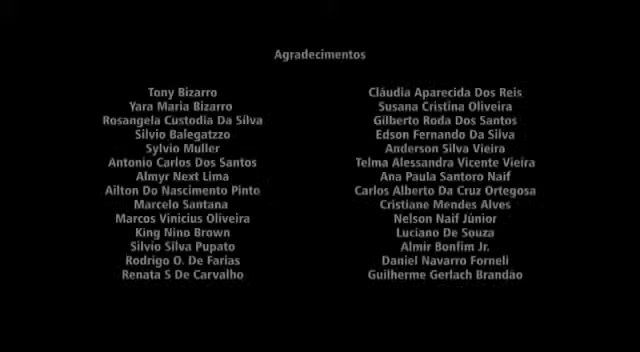 Agradecimentos
Tony Bizarro
Yara Maria Bizarro
Rosangela Custodia Da Silva
Silvio Balegatzzo
Sylvio Muller
Antonio Carlos Dos Santos
Almyr Next Lima
Ailton Do Nascimento Pinto
Marcelo Santana
Marcos Vinicius Oliveira
King Nino Brown
Silvio Silva Pupato
Rodrigo O. De Farias
Renata S De Carvalho
Cláudia Aparecida Dos Reis
Susana Cristina Oliveira
Gilberto Roda Dos Santos
Edson Fernando Da Silva
Anderson Silva Vieira
Telma Alessandra Vicente Vieira
Ana Paula Santoro Naif
Carlos Alberto Da Cruz Ortegosa
Cristiane Mendes Alves
Nelson Naif Júnior
Luciano De Souza
Almir Bonfim Jr.
Daniel Navarro Forneli
Guilherme Gerlach Brandão